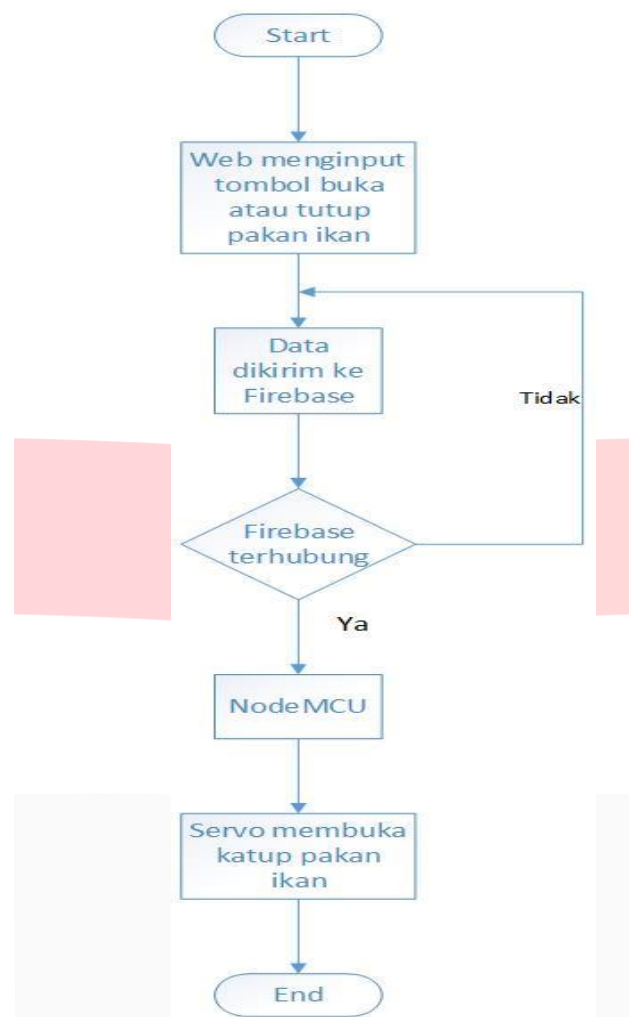 Start
Web menginput
tombol buka
atau tutup
pakan ikan
Data
dikirim ke
Firebase
Tidak
Firebase
terhubung
Ya
NodeMCU
Servo membuka
katup pakan
ikan
End